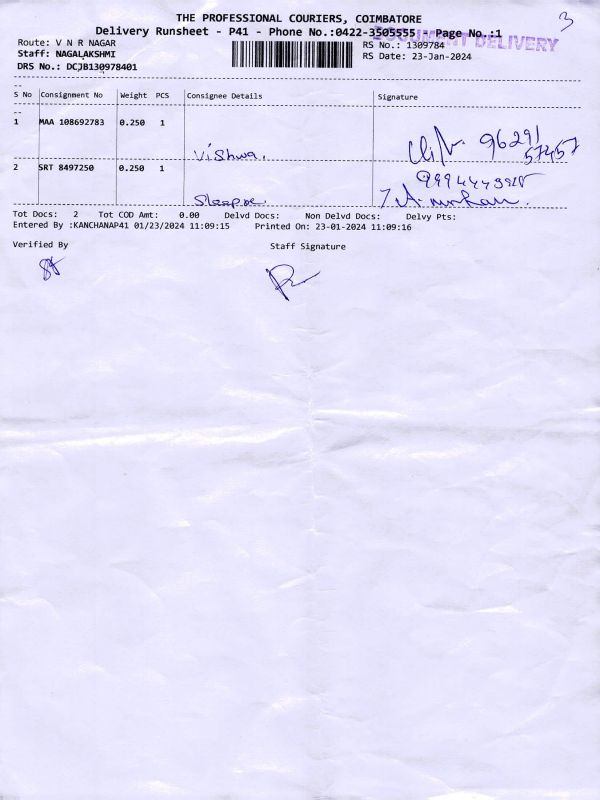 THE PROFESSIONAL COURIERS, COIMBATORE
3
Delivery Runsheet - P41 - Phone No.:0422-3505555 - Page No.:1
DOCUMENT DELIVERY
Route: V N R NAGAR
RS No.: 1309784
Staff: NAGALAKSHMI
RS Date: 23-Jan-2024
DRS No.: DCJB130978401
S No Consignment No Weight PCS Consignee Details Signature
1 MAA 108692783 0.250 1
Vishwa. 96291
57457
2 SRT 8497250 0.250 1
Tot Docs: 2 Tot COD Amt: 0.00 Delvd Docs: Non Delvd Docs: Delvy Pts:
Entered By :KANCHANAP41 01/23/2024 11:09:15 Printed On: 23-01-2024 11:09:16
Verified By Staff Signature